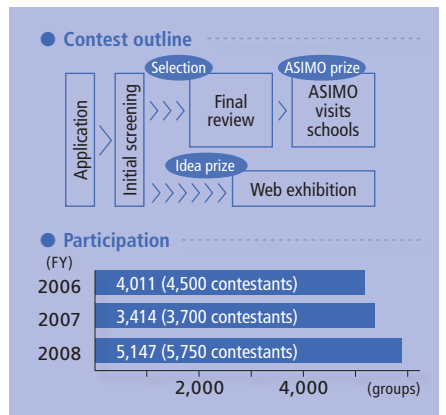 ● Contest outline
Application
Initial screening
Selection
Final
review
ASIMO prize
ASIMO
visits
schools
Idea prize
Web exhibition
● Participation
(FY)
2006 4,011 (4,500 contestants)
2007 3,414 (3,700 contestants)
2008 5,147 (5,750 contestants)
2,000 4,000 (groups)